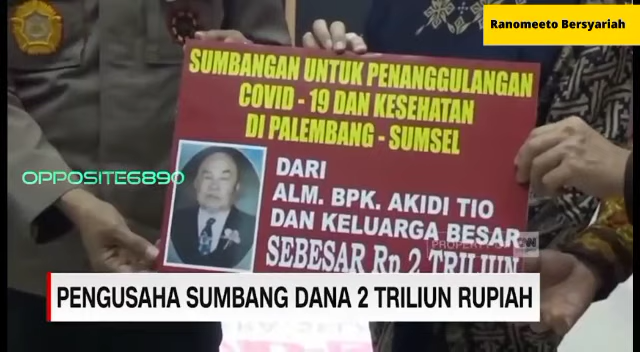 Ranomeeto Bersyariah
SUMBANGAN UNTUK PENANGGULANGAN
COVID - 19 DAN KESEHATAN
DI PALEMBANG - SUMSEL
OPPOSITE6890
DARI
ALM. BPK. AKIDI TIO
DAN KELUARGA BESAR
SEBESAR Rp 2 TRILIUN
PENGUSAHA SUMBANG DANA 2 TRILIUN RUPIAH